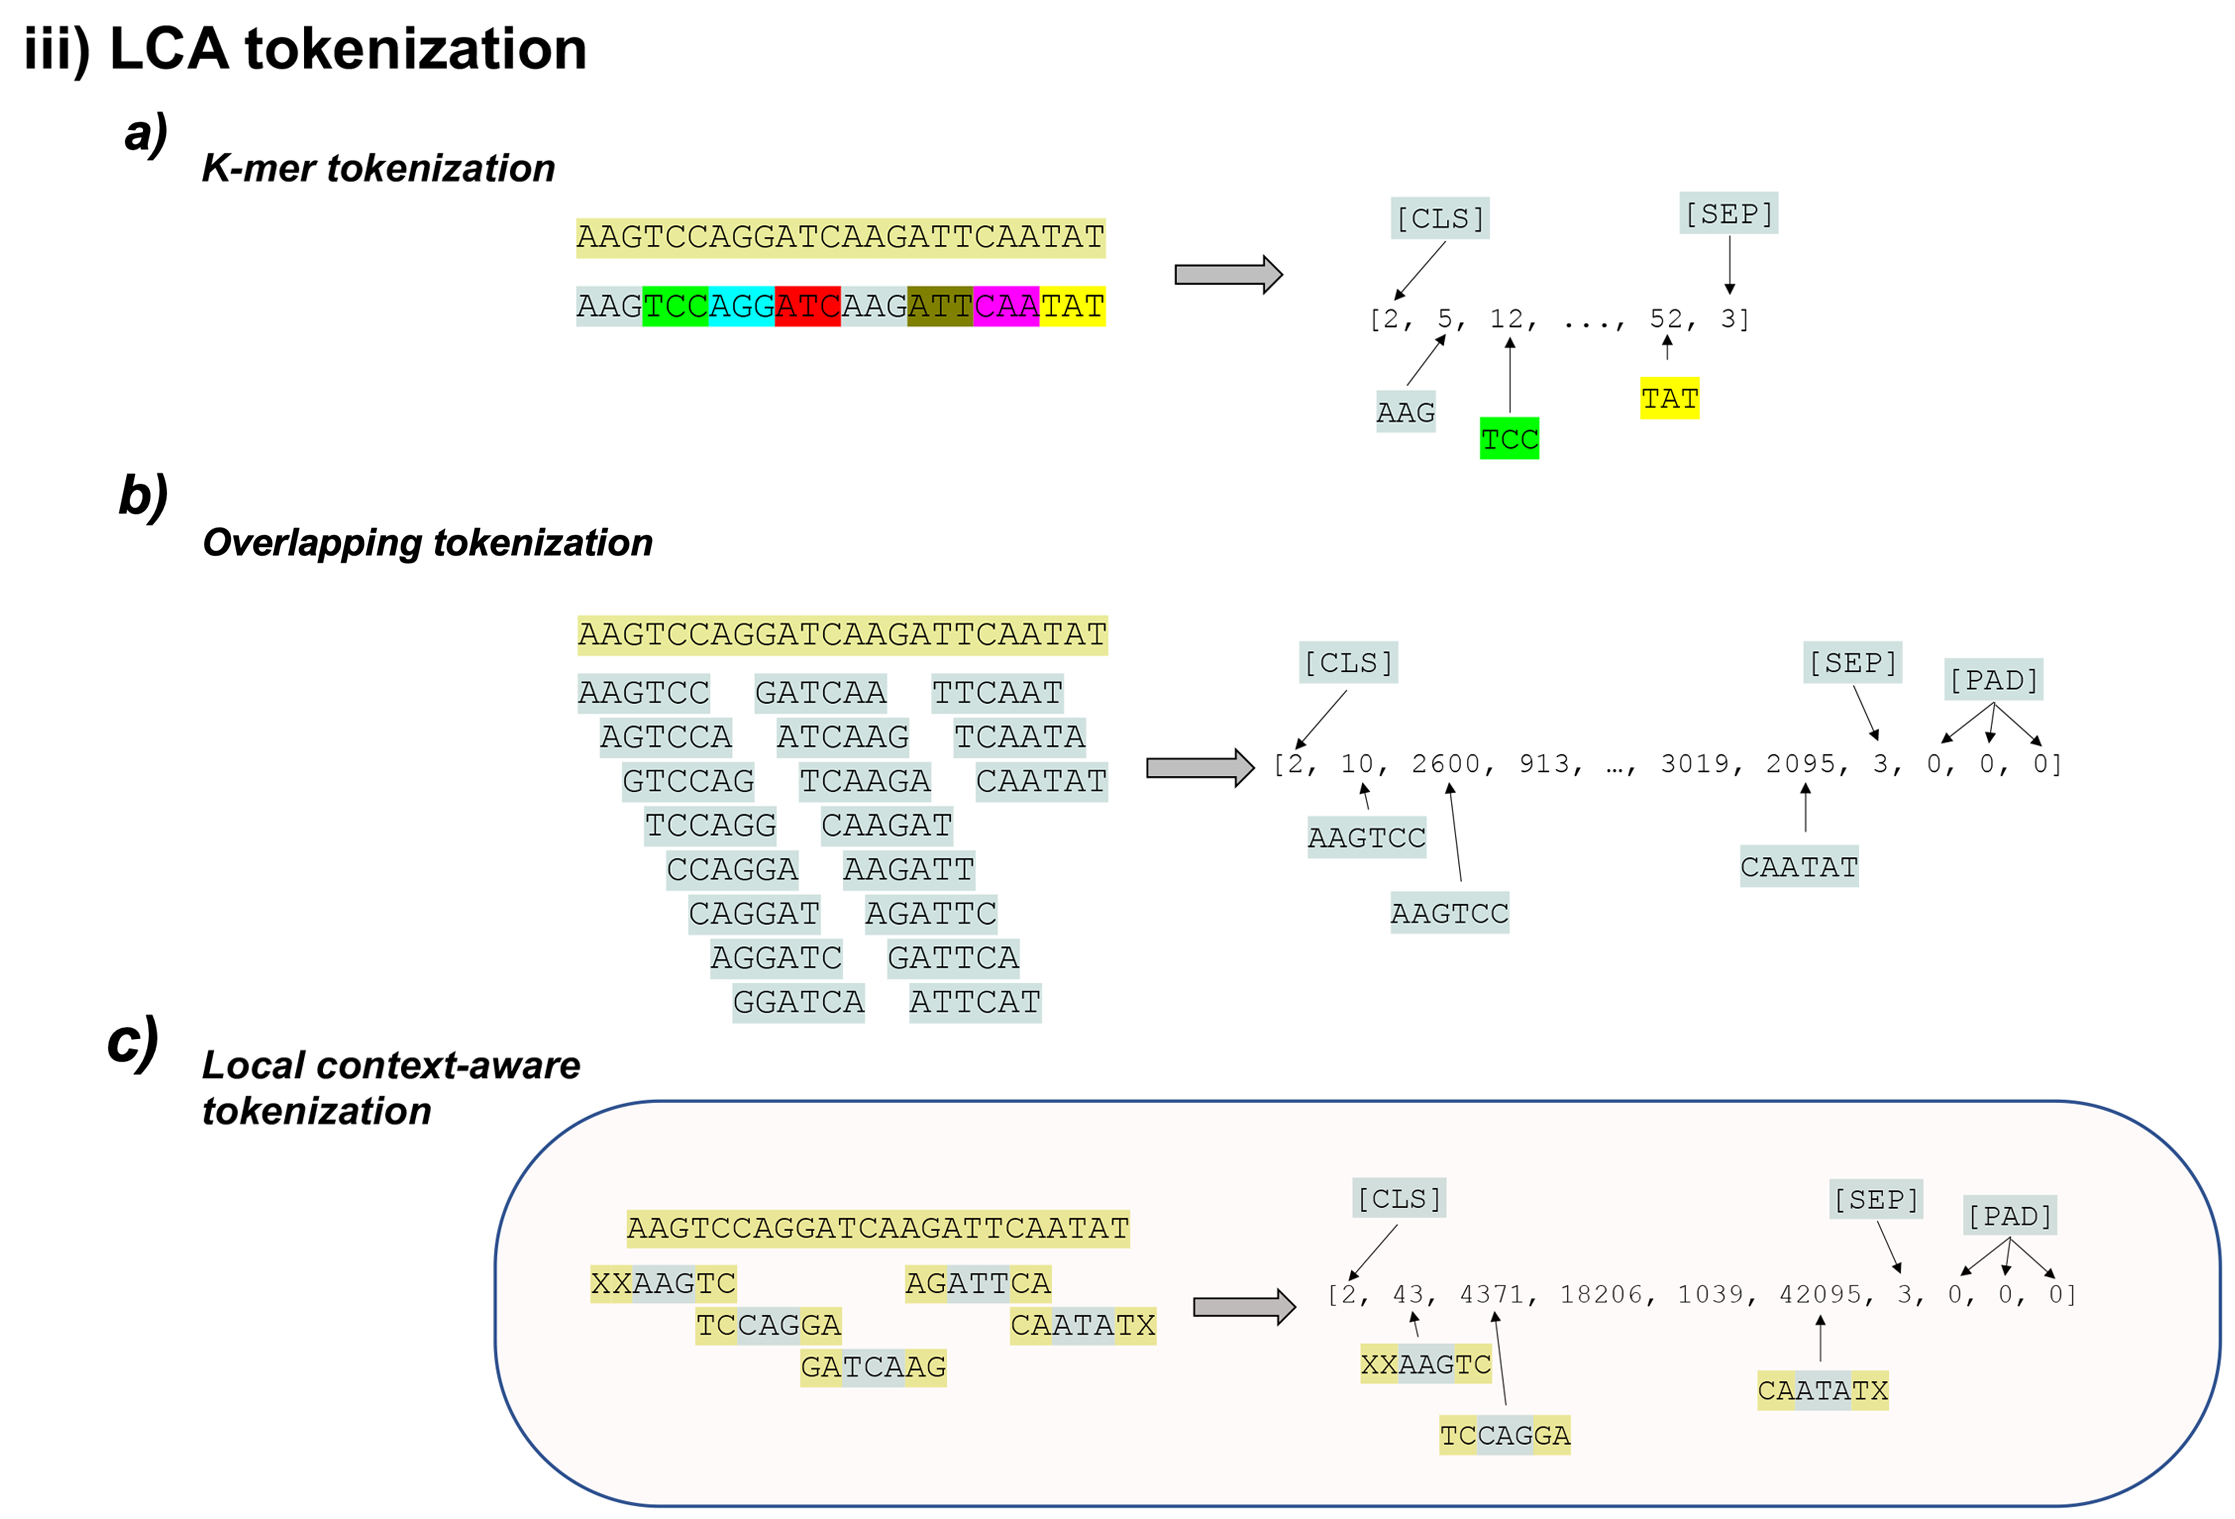 iii) LCA tokenization
a)
K-mer tokenization
AAGTCCAGGATCAAGATTCAATAT
AAGTCCAGGATCAAGATTCAATAT
[CLS]
[SEP]
[2, 5, 12, ..., 52, 3]
AAG
TCC
TAT
b)
Overlapping tokenization
AAGTCCAGGATCAAGATTCAATAT
AAGTCC GATCAA TTCAAT
AGTCCA ATCAAG TCAATA
GTCCAG TCAAGA CAATAT
TCCAGG CAAGAT
CCAGGA AAGATT
CAGGAT AGATTC
AGGATC GATTCA
GGATCA ATTCAT
[CLS]
[SEP]
[PAD]
[2, 10, 2600, 913, …, 3019, 2095, 3, 0, 0, 0]
AAGTCC
AAGTCC
CAATAT
c)
Local context-aware
tokenization
AAGTCCAGGATCAAGATTCAATAT
XXAAGTC AGATTCA
TCCAGGA CAATATX
GATCAAG
[CLS]
[SEP]
[PAD]
[2, 43, 4371, 18206, 1039, 42095, 3, 0, 0, 0]
XXAAGTC
TCCAGGA
CAATATX